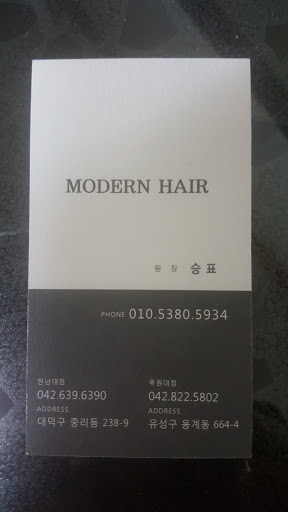 MODERN HAIR
원 장 승표
PHONE 010.5380.5934
한남대점
042.639.6390
ADDRESS.
대덕구 중리동 238-9
목원대점
042.822.5802
ADDRESS.
유성구 용계동 664-4